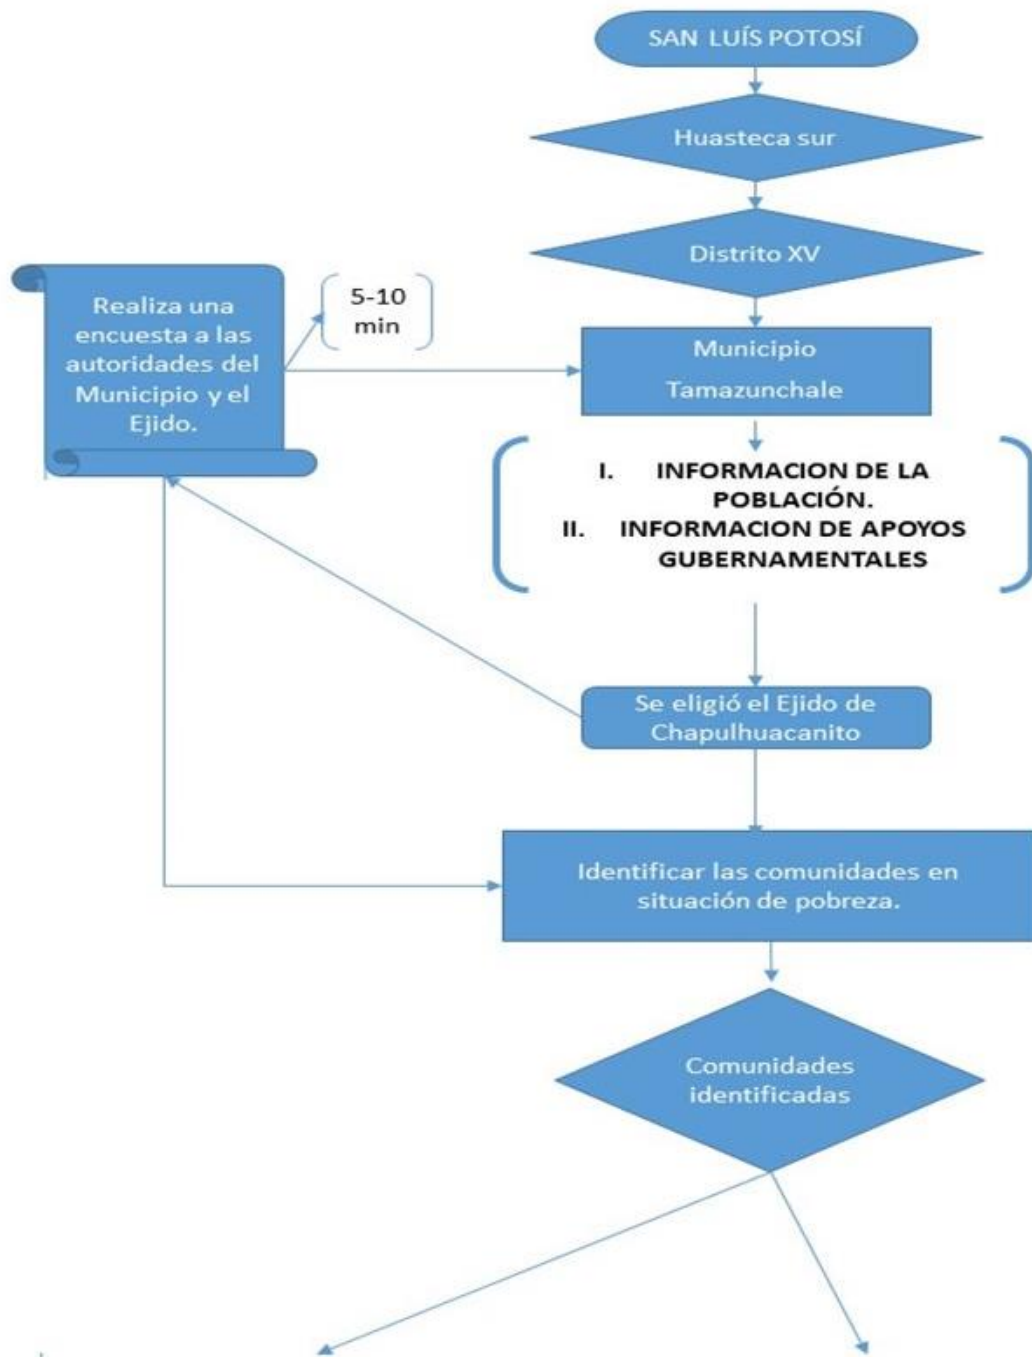 SAN LUÍS POTOSÍ
Huasteca sur
Distrito XV
Realiza una
encuesta a las
autoridades del
Municipio y el
Ejido.
5-10
min
Municipio
Tamazunchale
I. INFORMACION DE LA
POBLACIÓN.
II. INFORMACION DE APOYOS
GUBERNAMENTALES
Se eligió el Ejido de
Chapulhuacanito
Identificar las comunidades en
situación de pobreza.
Comunidades
identificadas